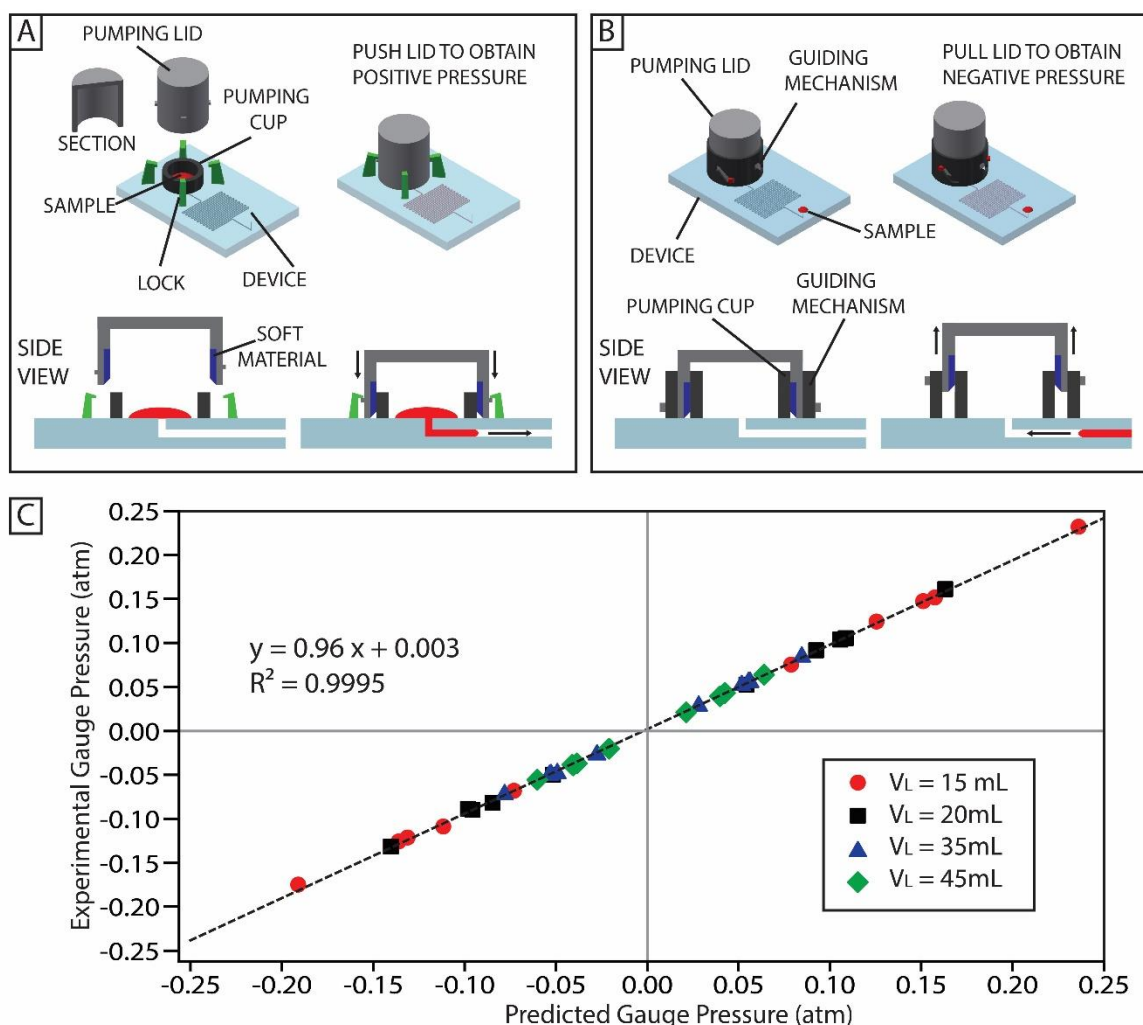 A
PUMPING LID
PUMPING
CUP
SECTION
SAMPLE
LOCK
DEVICE
PUSH LID TO OBTAIN
POSITIVE PRESSURE
SIDE
VIEW
SOFT
MATERIAL
B
PUMPING LID
GUIDING
MECHANISM
PULL LID TO OBTAIN
NEGATIVE PRESSURE
DEVICE
SAMPLE
PUMPING CUP
GUIDING
MECHANISM
SIDE
VIEW
C
Experimental Gauge Pressure (atm)
0.25
0.20
0.15
0.10
0.05
0.00
-0.05
-0.10
-0.15
-0.20
-0.25
y = 0.96 x + 0.003
R² = 0.9995
VL = 15 mL
VL = 20mL
VL = 35mL
VL = 45mL
-0.25 -0.20 -0.15 -0.10 -0.05 0.00 0.05 0.10 0.15 0.20 0.25
Predicted Gauge Pressure (atm)